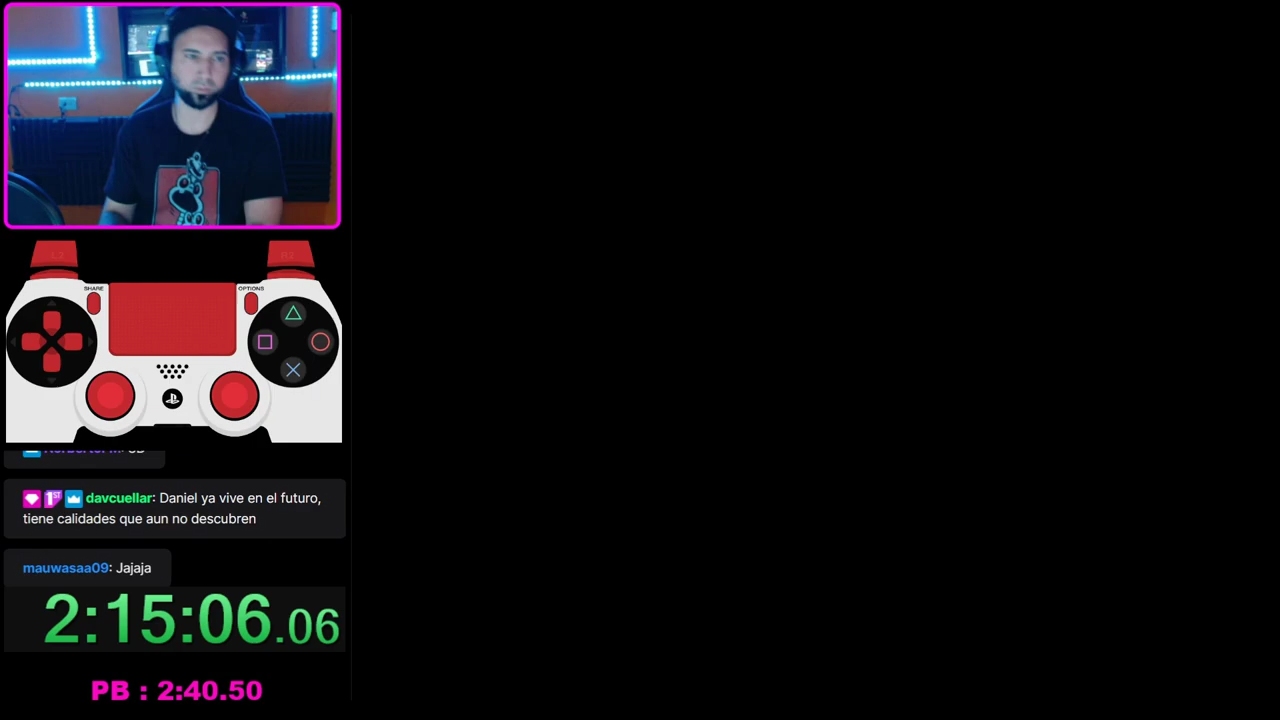 SHARE
OPTIONS
davcuellar: Daniel ya vive en el futuro,
tiene calidades que aun no descubren
mauwasaa09: Jajaja
2:15:06.06
PB : 2:40.50